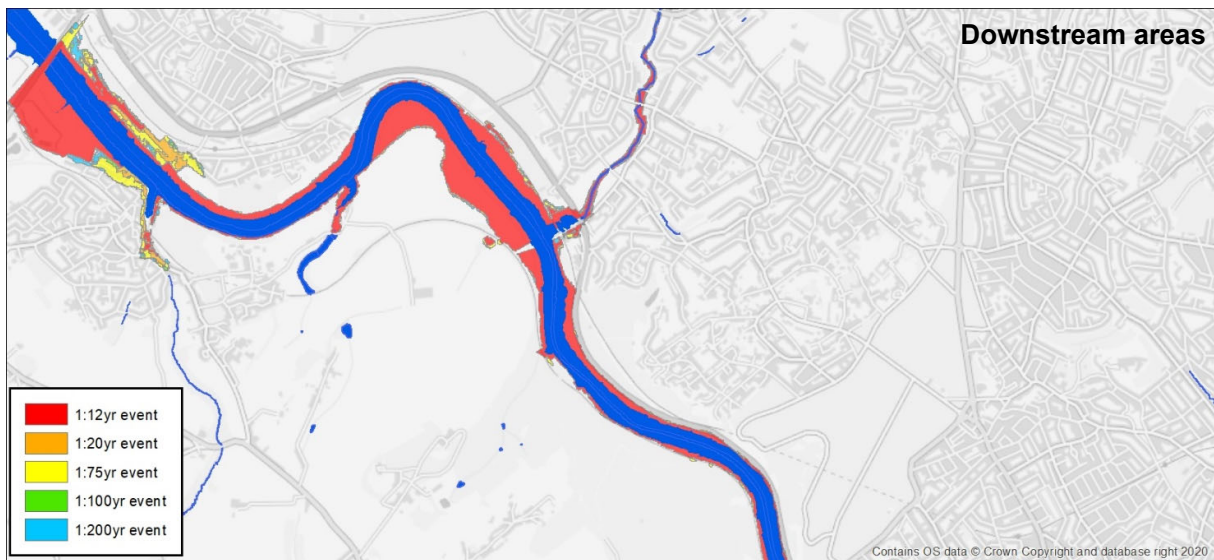 Downstream areas
1:12yr event
1:20yr event
1:75yr event
1:100yr event
1:200yr event
Contains OS data © Crown Copyright and database right 2020